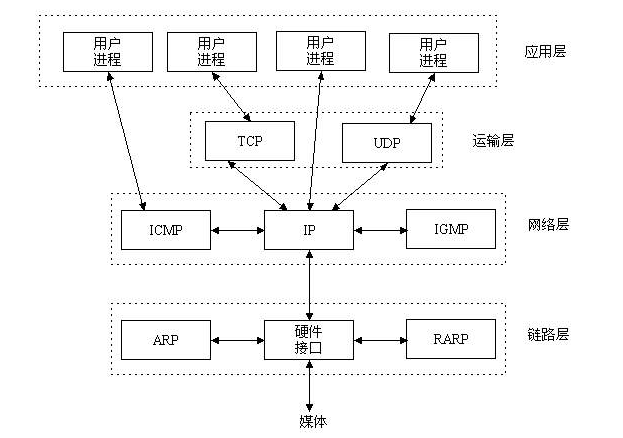 用户
进程
用户
进程
用户
进程
用户
进程
应用层
TCP
UDP
运输层
ICMP
IP
IGMP
网络层
ARP
硬件
接口
RARP
链路层
媒体